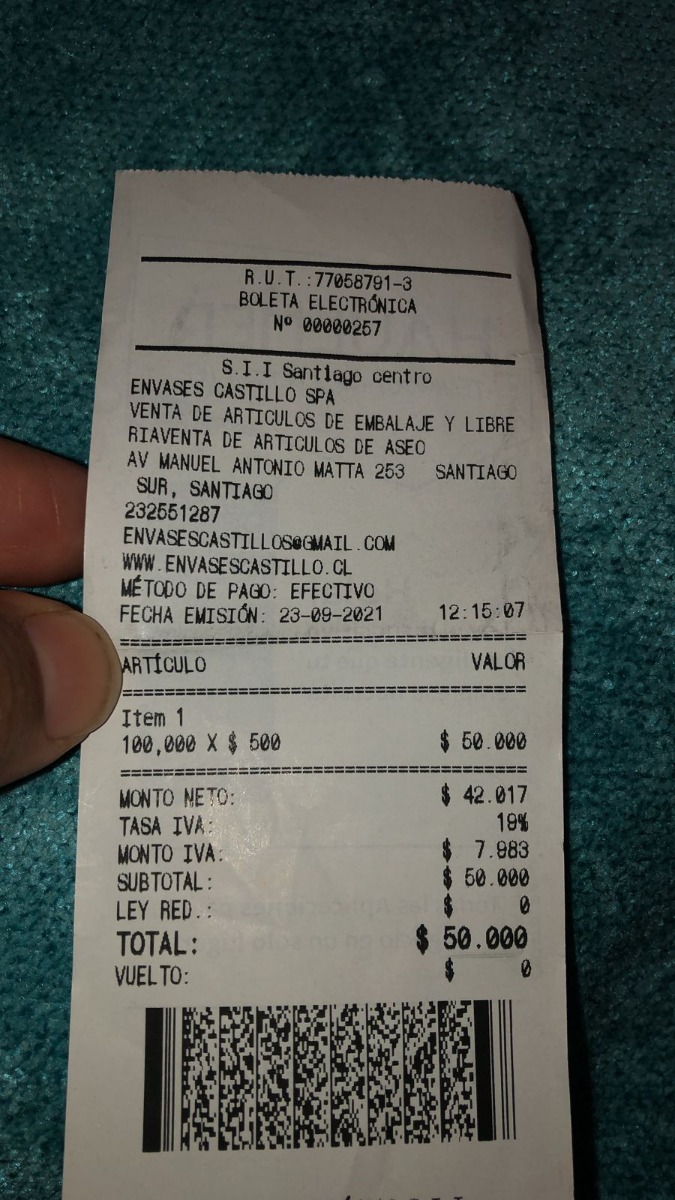 R.U.T.:77058791-3
BOLETA ELECTRÓNICA
Nº 00000257
S.I.I Santiago centro
ENVASES CASTILLO SPA
VENTA DE ARTICULOS DE EMBALAJE Y LIBRE
RIAVENTA DE ARTICULOS DE ASEO
AV MANUEL ANTONIO MATTA 253 SANTIAGO
SUR, SANTIAGO
232551287
ENVASESCASTILLOS@GMAIL.COM
WWW.ENVASESCASTILLO.CL
MÉTODO DE PAGO: EFECTIVO
FECHA EMISIÓN: 23-09-2021 12:15:07
ARTÍCULO VALOR
Item 1
100,000 X $ 500 $ 50.000
MONTO NETO: $ 42.017
TASA IVA: 19%
MONTO IVA: $ 7.983
SUBTOTAL: $ 50.000
LEY RED.: $ 0
TOTAL: $ 50.000
VUELTO: $ 0